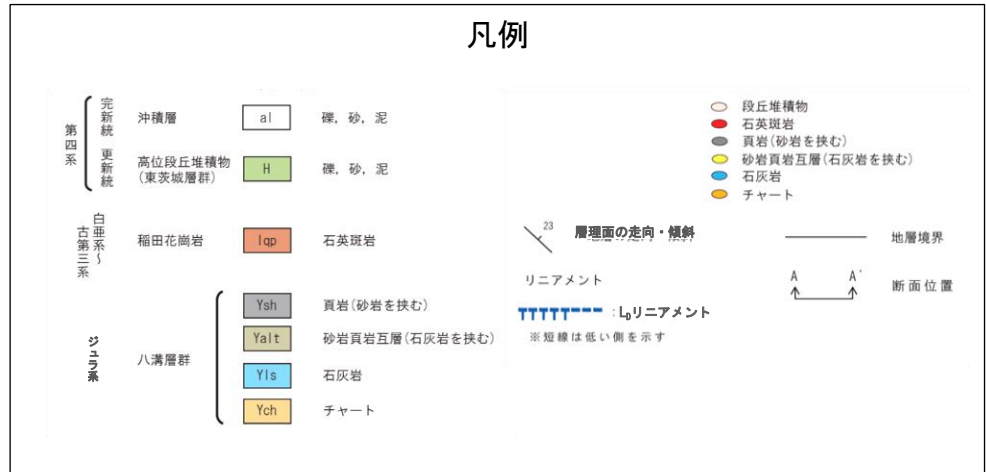 凡例
第四系
完新統
沖積層 al 礫，砂，泥
更新統
高位段丘堆積物
(東茨城層群)
H 礫，砂，泥
白亜系～
古第三系
稲田花崗岩 Iqp 石英斑岩
ジュラ系
八溝層群
Ysh 頁岩(砂岩を挟む)
Yalt 砂岩頁岩互層(石灰岩を挟む)
Yls 石灰岩
Ych チャート
段丘堆積物
石英斑岩
頁岩(砂岩を挟む)
砂岩頁岩互層(石灰岩を挟む)
石灰岩
チャート
23 層理面の走向・傾斜
地層境界
リニアメント
A A' 断面位置
：LDリニアメント
※短線は低い側を示す